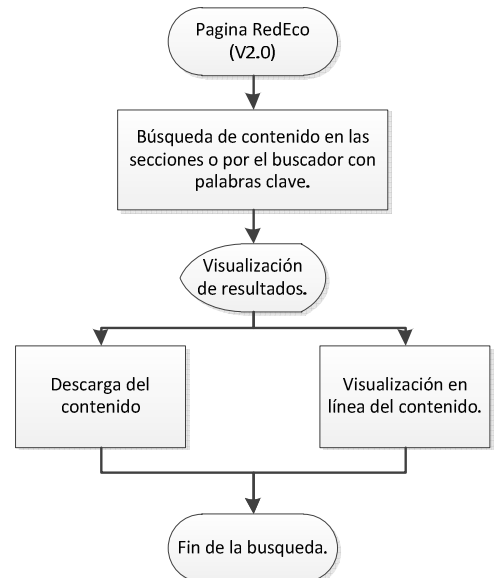 Pagina RedEco
(V2.0)
Búsqueda de contenido en las
secciones o por el buscador con
palabras clave.
Visualización
de resultados.
Descarga del
contenido
Visualización en
línea del contenido.
Fin de la busqueda.